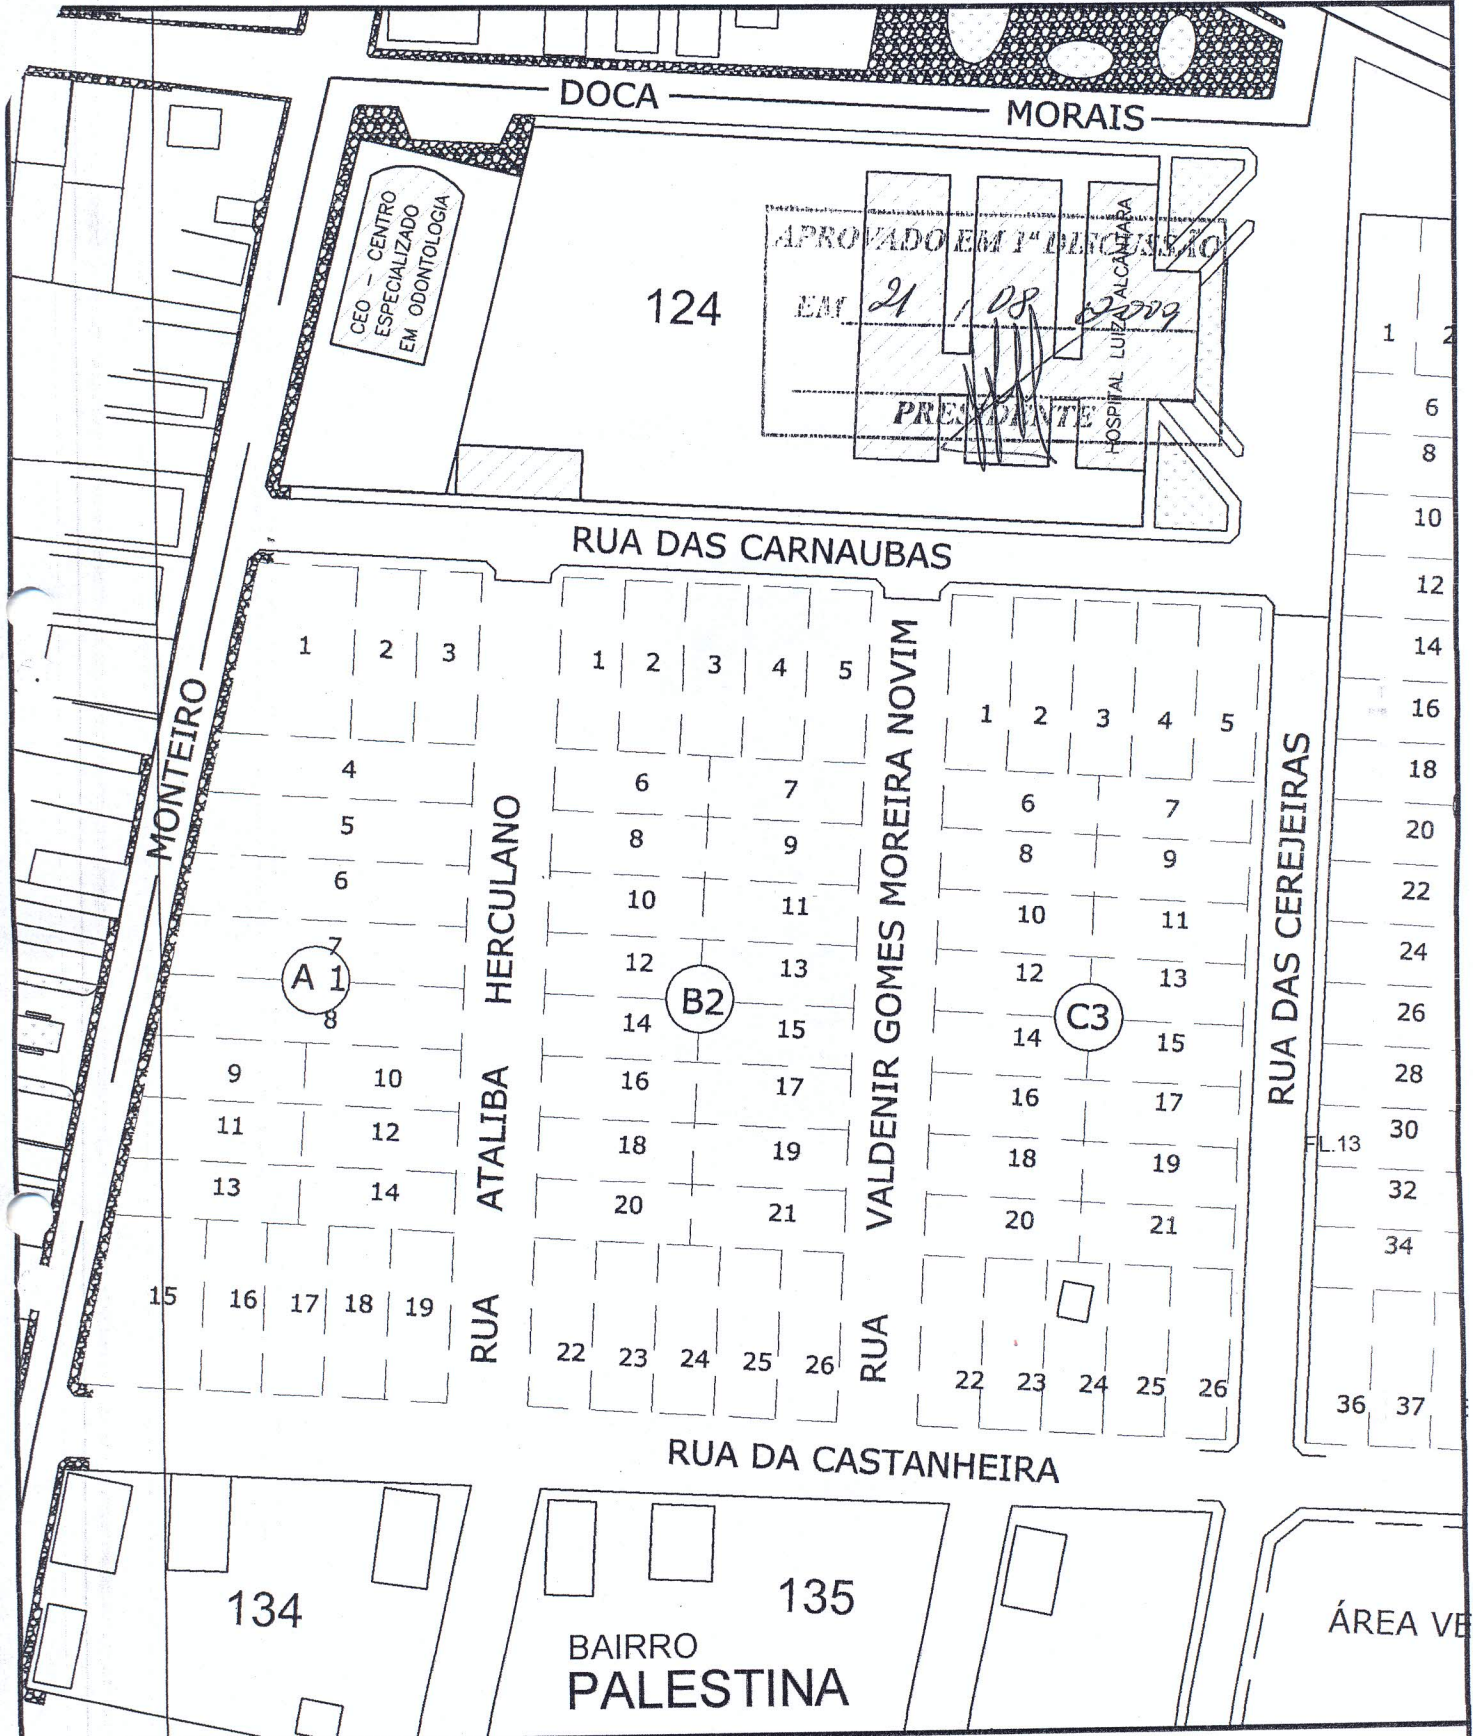 DOCA
MORAIS
CEO - CENTRO
ESPECIALIZADO
EM ODONTOLOGIA
124
APROVADO EM 1ª DISCUSSÃO
EM 21 / 08 / 2009
PRESIDENTE
HOSPITAL LUIZA ALCÂNTARA
1 2
6
8
10
12
14
16
18
20
22
24
26
28
30
32
34
36 37
RUA DAS CARNAUBAS
MONTEIRO
1 2 3
4
5
6
7
A 1
8
9 10
11 12
13 14
15 16 17 18 19
RUA ATALIBA HERCULANO
1 2 3 4 5
6 7
8 9
10 11
12 13
B2
14 15
16 17
18 19
20 21
22 23 24 25 26
RUA VALDENIR GOMES MOREIRA NOVIM
1 2 3 4 5
6 7
8 9
10 11
12 13
C3
14 15
16 17
18 19
20 21
22 23 24 25 26
RUA DAS CEREJEIRAS
FL.13
RUA DA CASTANHEIRA
134
135
BAIRRO
PALESTINA
ÁREA VE